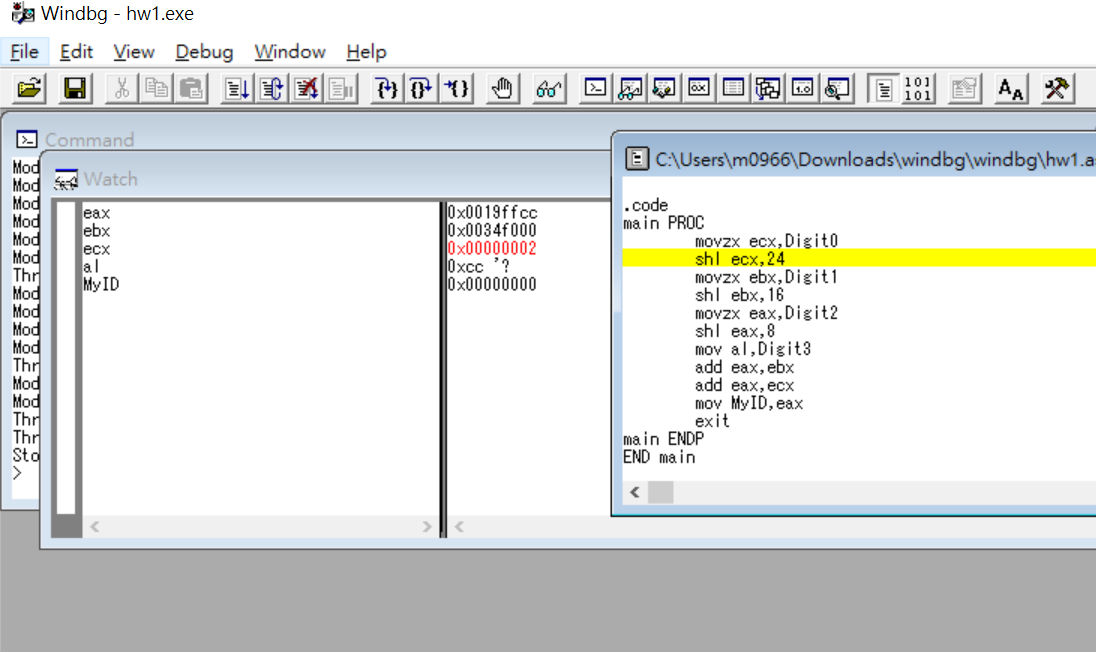 Windbg - hw1.exe
File Edit View Debug Window Help
101
101
AA
Command
Mod
Mod
Mod
Mod
Mod
Mod
Thr
Mod
Mod
Mod
Mod
Thr
Mod
Mod
Thr
Thr
Sto
>
Watch
eax 0x0019ffcc
ebx 0x0034f000
ecx 0x00000002
al 0xcc '?
MyID 0x00000000
C:\Users\m0966\Downloads\windbg\windbg\hw1.as
.code
main PROC
movzx ecx,Digit0
shl ecx,24
movzx ebx,Digit1
shl ebx,16
movzx eax,Digit2
shl eax,8
mov al,Digit3
add eax,ebx
add eax,ecx
mov MyID,eax
exit
main ENDP
END main